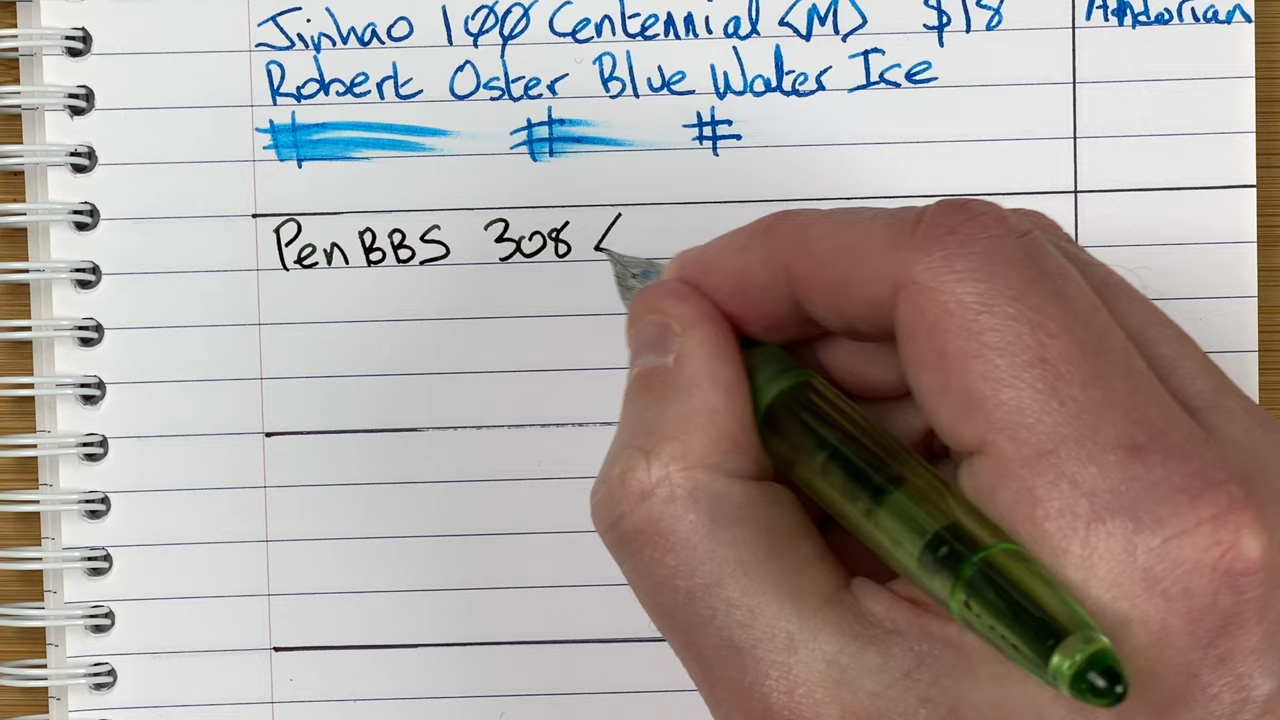 Jinhao 100 Centennial <M> $18 Andorian
Robert Oster Blue Water Ice
# # #
PenBBS 308 <